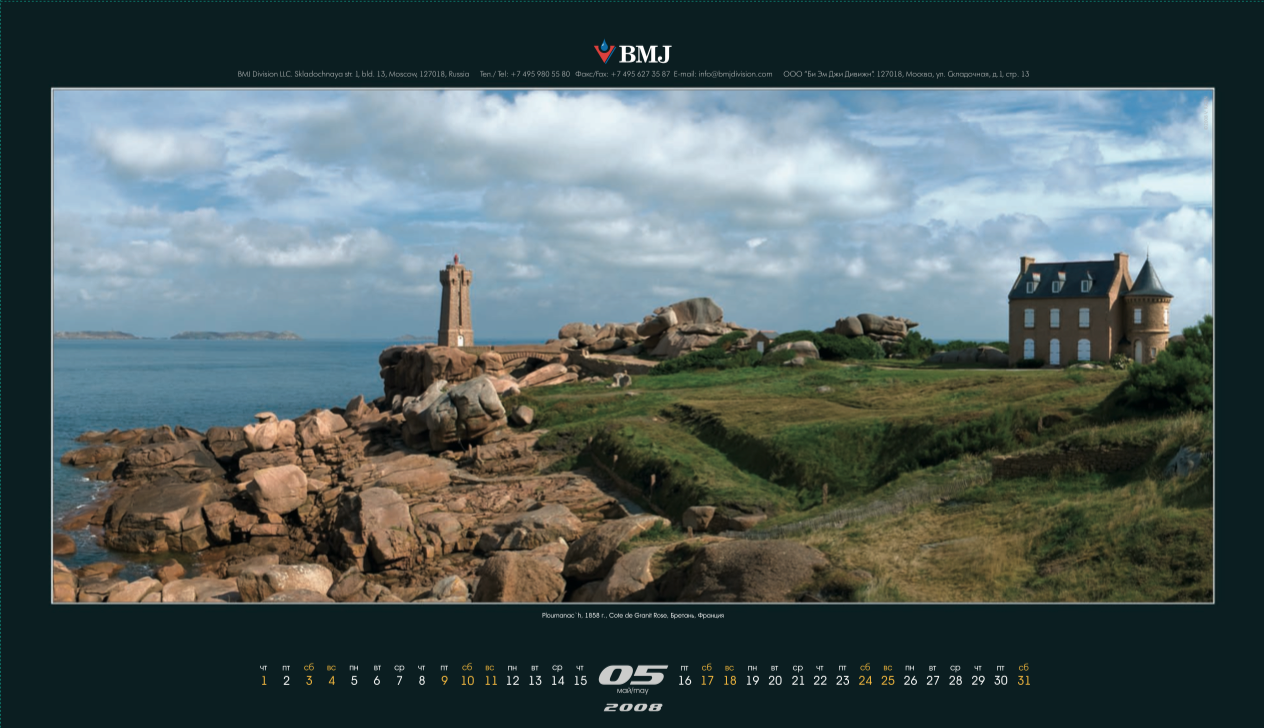 BMJ
BMJ Division LLC. Skladochnaya str. 1, bld. 13, Moscow, 127018, Russia Тел./ Tel: +7 495 980 55 80 Факс/Fax: +7 495 627 35 87 E-mail: info@bmjdivision.com ООО "Би Эм Джи Дивижн". 127018, Москва, ул. Складочная, д.1, стр. 13
Ploumanac`h, 1858 г., Cote de Granit Rose, Бретань, Франция
чт пт сб вс пн вт ср чт пт сб вс пн вт ср чт 05 пт сб вс пн вт ср чт пт сб вс пн вт ср чт пт сб
1 2 3 4 5 6 7 8 9 10 11 12 13 14 15 16 17 18 19 20 21 22 23 24 25 26 27 28 29 30 31
май/may
2008